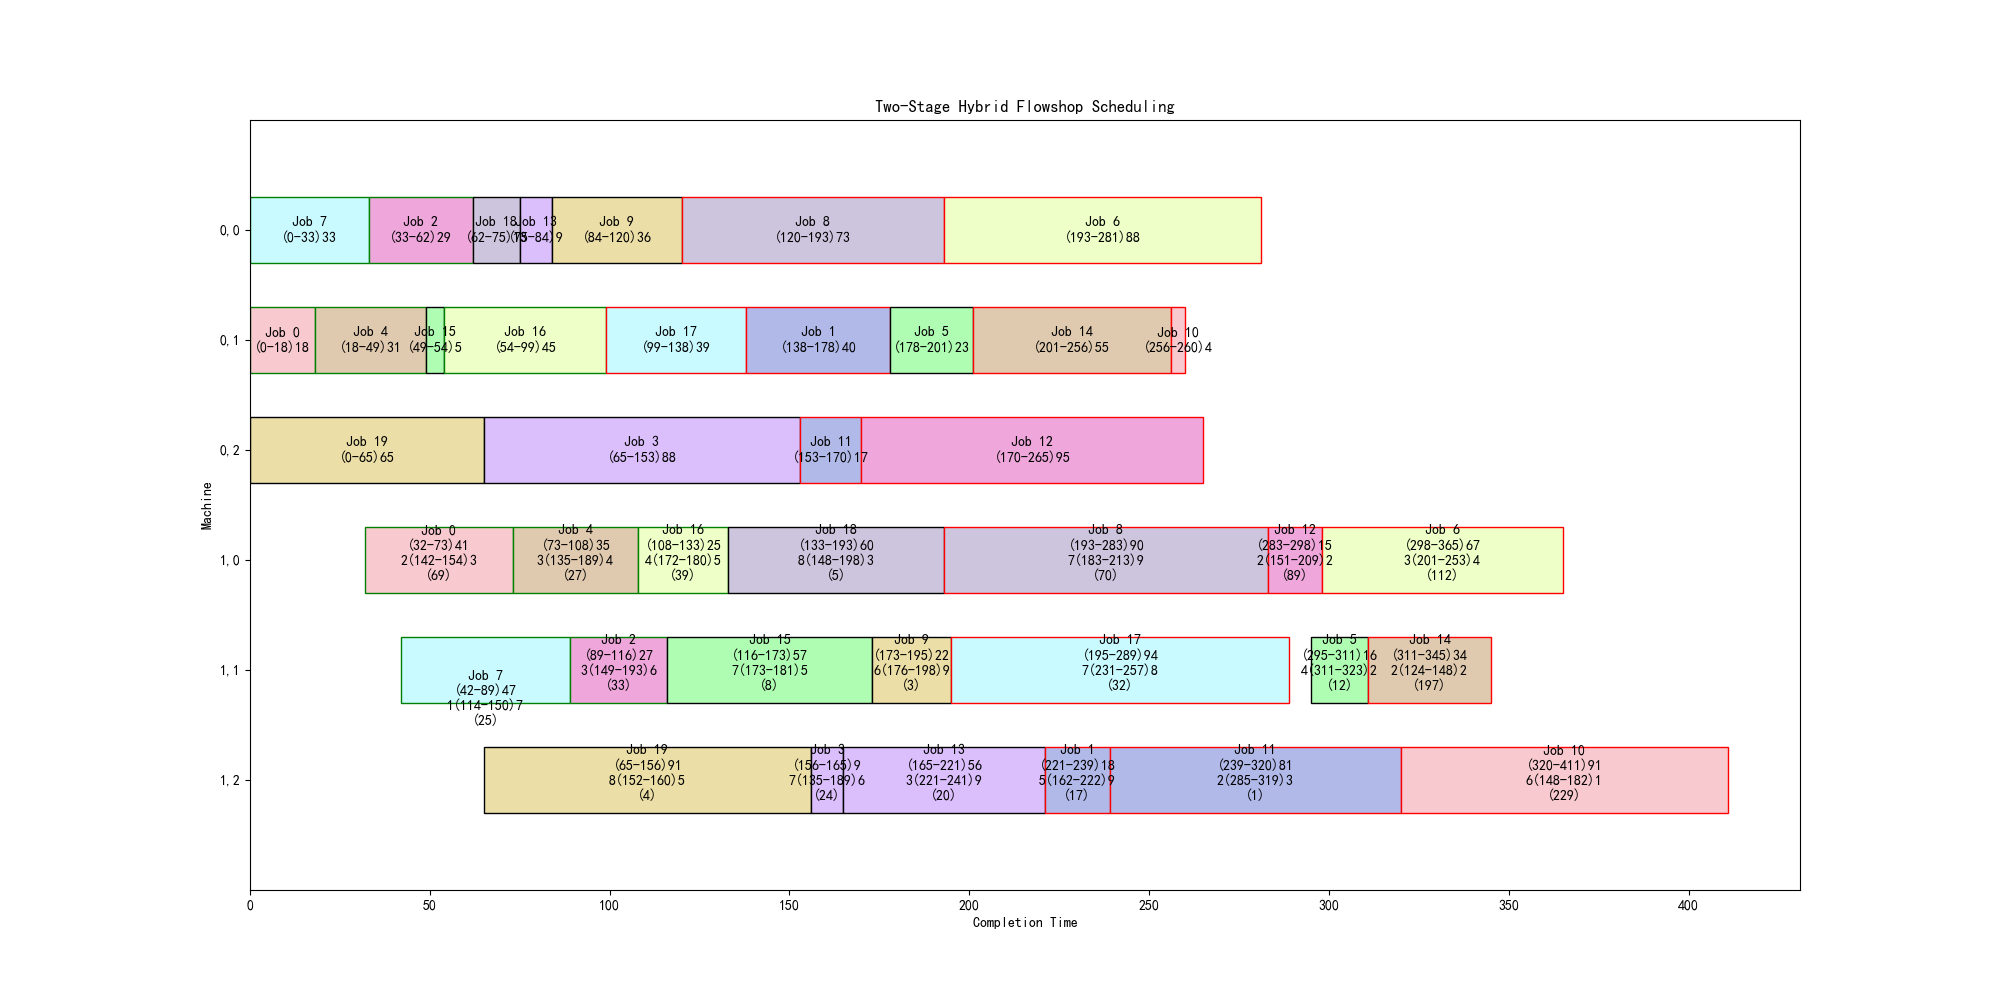 Two-Stage Hybrid Flowshop Scheduling
Machine
0,0
Job 7
(0-33)33
Job 2
(33-62)29
Job 18
(62-75)13
Job 13
(75-84)9
Job 9
(84-120)36
Job 8
(120-193)73
Job 6
(193-281)88
0,1
Job 0
(0-18)18
Job 4
(18-49)31
Job 15
(49-54)5
Job 16
(54-99)45
Job 17
(99-138)39
Job 1
(138-178)40
Job 5
(178-201)23
Job 14
(201-256)55
Job 10
(256-260)4
0,2
Job 19
(0-65)65
Job 3
(65-153)88
Job 11
(153-170)17
Job 12
(170-265)95
1,0
Job 0
(32-73)41
2(142-154)3
(69)
Job 4
(73-108)35
3(135-189)4
(27)
Job 16
(108-133)25
4(172-180)5
(39)
Job 18
(133-193)60
8(148-198)3
(5)
Job 8
(193-283)90
7(183-213)9
(70)
Job 12
(283-298)15
2(151-209)2
(89)
Job 6
(298-365)67
3(201-253)4
(112)
1,1
Job 7
(42-89)47
1(114-150)7
(25)
Job 2
(89-116)27
3(149-193)6
(33)
Job 15
(116-173)57
7(173-181)5
(8)
Job 9
(173-195)22
6(176-198)9
(3)
Job 17
(195-289)94
7(231-257)8
(32)
Job 5
(295-311)16
4(311-323)2
(12)
Job 14
(311-345)34
2(124-148)2
(197)
1,2
Job 19
(65-156)91
8(152-160)5
(4)
Job 3
(156-165)9
7(135-189)6
(24)
Job 13
(165-221)56
3(221-241)9
(20)
Job 1
(221-239)18
5(162-222)9
(17)
Job 11
(239-320)81
2(285-319)3
(1)
Job 10
(320-411)91
6(148-182)1
(229)
0
50
100
150
200
250
300
350
400
Completion Time